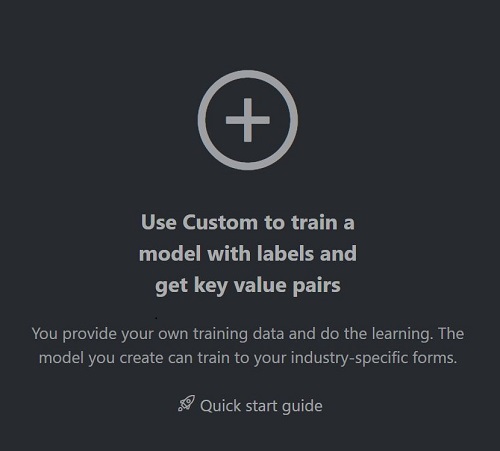 Use Custom to train a
model with labels and
get key value pairs
You provide your own training data and do the learning. The
model you create can train to your industry-specific forms.
Quick start guide